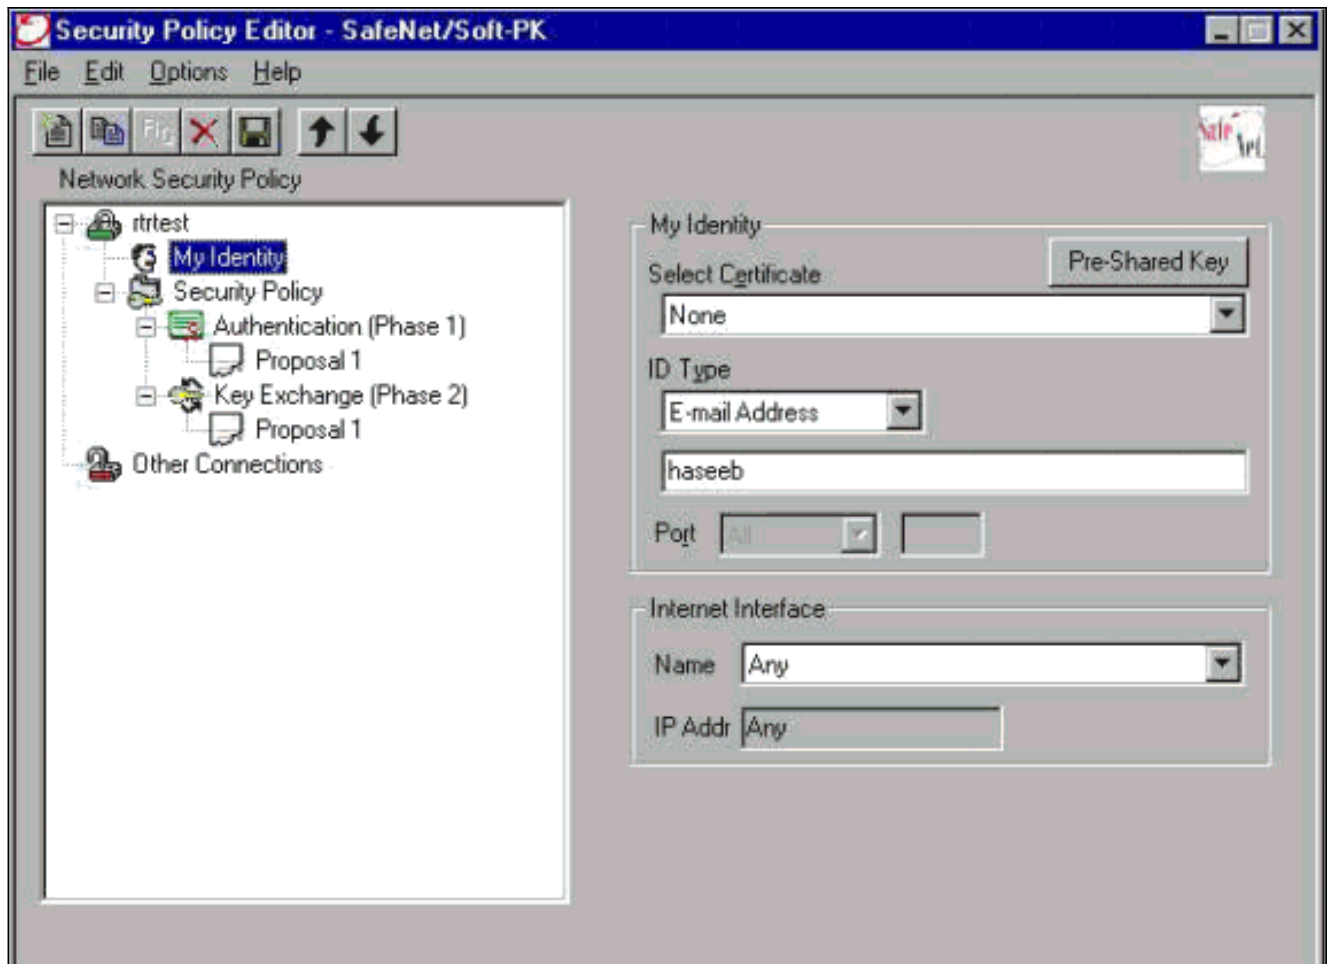 Security Policy Editor - SafeNet/Soft-PK
File Edit Options Help
Safe
Net
Network Security Policy
rtrtest
My Identity
Security Policy
Authentication (Phase 1)
Proposal 1
Key Exchange (Phase 2)
Proposal 1
Other Connections
My Identity
Pre-Shared Key
Select Certificate
None
ID Type
E-mail Address
haseeb
Port All
Internet Interface
Name Any
IP Addr Any